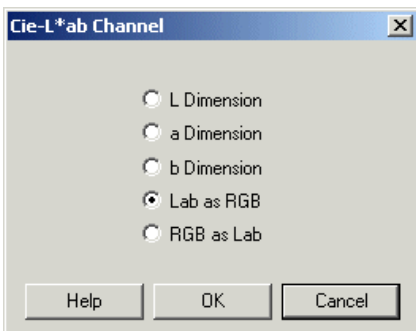 Cie-L*ab Channel
L Dimension
a Dimension
b Dimension
Lab as RGB
RGB as Lab
Help OK Cancel